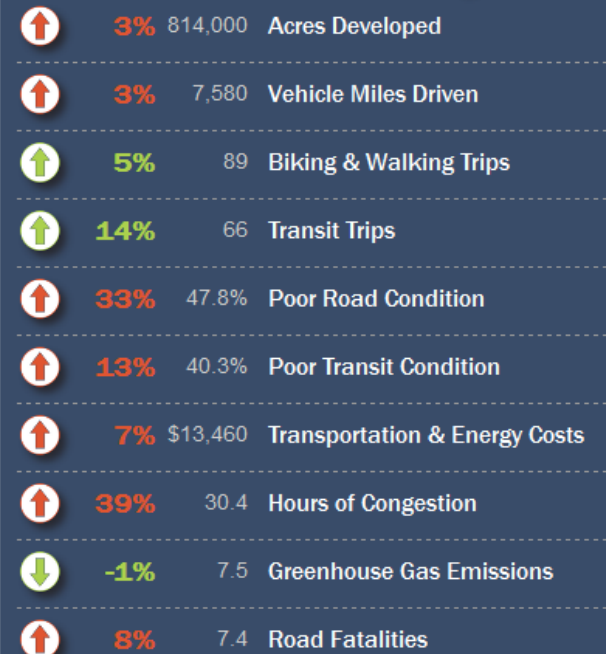 3% 814,000 Acres Developed
3% 7,580 Vehicle Miles Driven
5% 89 Biking & Walking Trips
14% 66 Transit Trips
33% 47.8% Poor Road Condition
13% 40.3% Poor Transit Condition
7% $13,460 Transportation & Energy Costs
39% 30.4 Hours of Congestion
-1% 7.5 Greenhouse Gas Emissions
8% 7.4 Road Fatalities